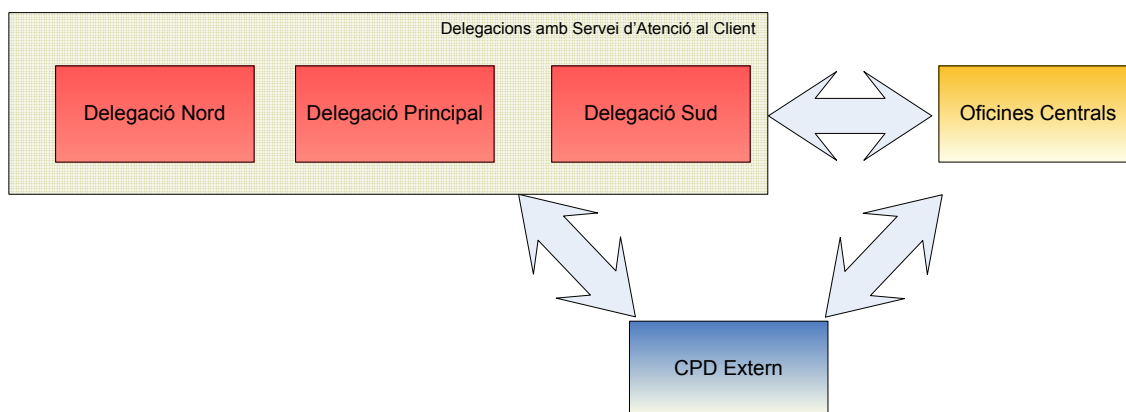 Delegacions amb Servei d'Atenció al Client
Delegació Nord
Delegació Principal
Delegació Sud
Oficines Centrals
CPD Extern